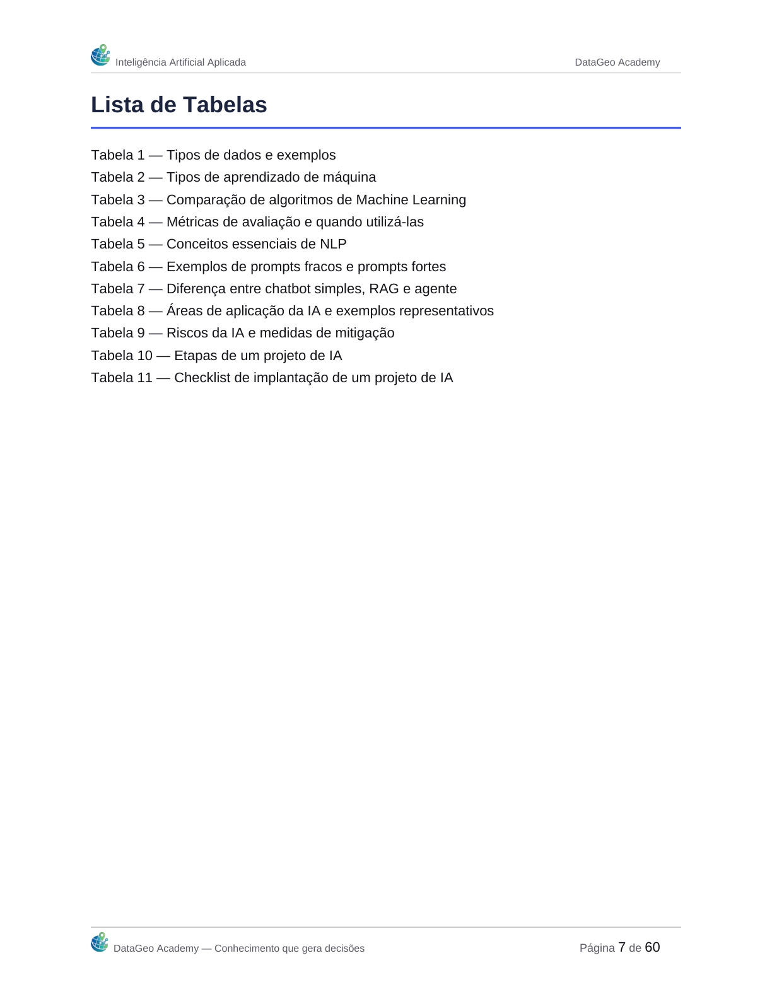 Inteligência Artificial Aplicada DataGeo Academy
Lista de Tabelas
Tabela 1 — Tipos de dados e exemplos
Tabela 2 — Tipos de aprendizado de máquina
Tabela 3 — Comparação de algoritmos de Machine Learning
Tabela 4 — Métricas de avaliação e quando utilizá-las
Tabela 5 — Conceitos essenciais de NLP
Tabela 6 — Exemplos de prompts fracos e prompts fortes
Tabela 7 — Diferença entre chatbot simples, RAG e agente
Tabela 8 — Áreas de aplicação da IA e exemplos representativos
Tabela 9 — Riscos da IA e medidas de mitigação
Tabela 10 — Etapas de um projeto de IA
Tabela 11 — Checklist de implantação de um projeto de IA
DataGeo Academy — Conhecimento que gera decisões Página 7 de 60